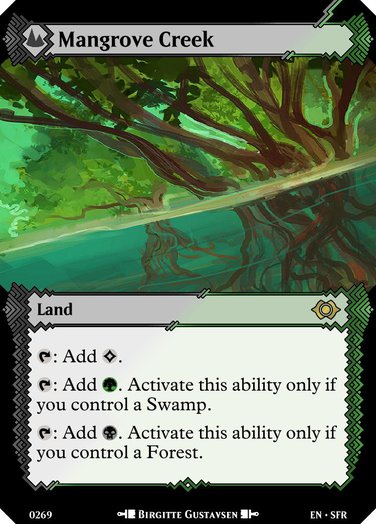 Mangrove Creek
Land
: Add .
: Add . Activate this ability only if
you control a Swamp.
: Add . Activate this ability only if
you control a Forest.
0269
Birgitte Gustavsen
EN • SFR